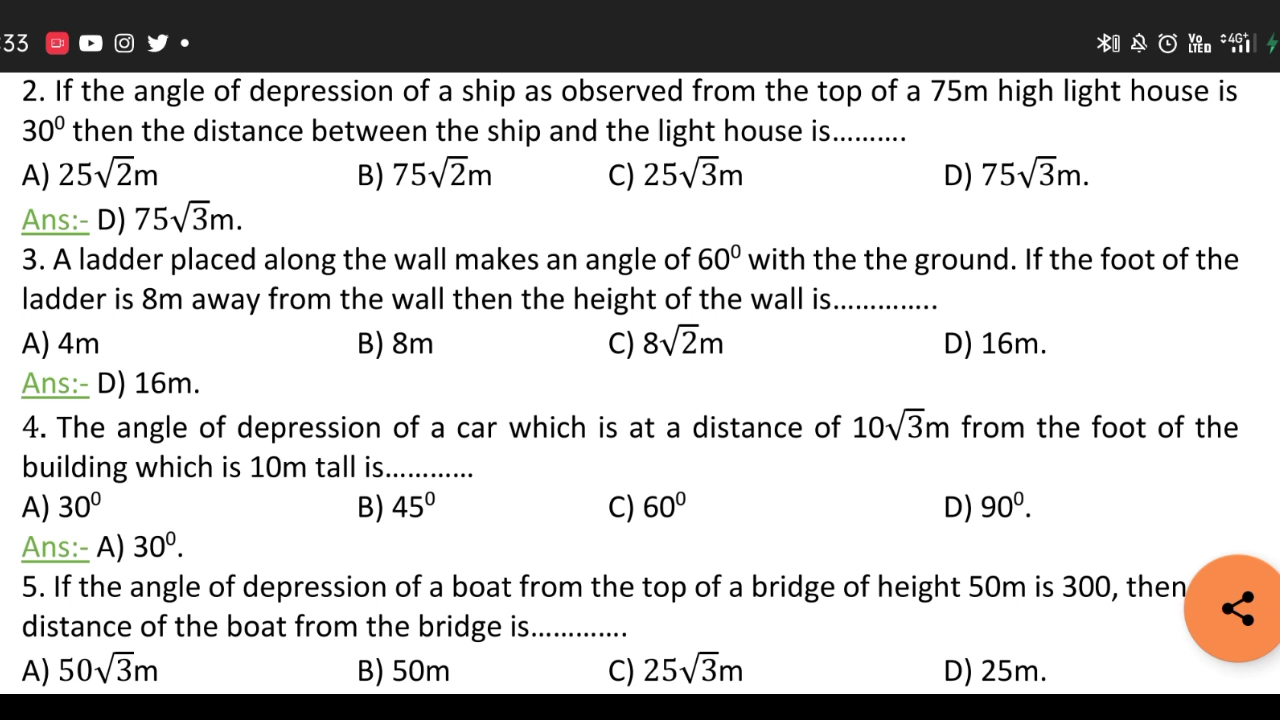 :33 Vo LTED 4G+
2. If the angle of depression of a ship as observed from the top of a 75m high light house is
30⁰ then the distance between the ship and the light house is..........
A) 25√2m B) 75√2m C) 25√3m D) 75√3m.
Ans:- D) 75√3m.
3. A ladder placed along the wall makes an angle of 60⁰ with the the ground. If the foot of the
ladder is 8m away from the wall then the height of the wall is..............
A) 4m B) 8m C) 8√2m D) 16m.
Ans:- D) 16m.
4. The angle of depression of a car which is at a distance of 10√3m from the foot of the
building which is 10m tall is............
A) 30⁰ B) 45⁰ C) 60⁰ D) 90⁰.
Ans:- A) 30⁰.
5. If the angle of depression of a boat from the top of a bridge of height 50m is 300, then
distance of the boat from the bridge is.............
A) 50√3m B) 50m C) 25√3m D) 25m.